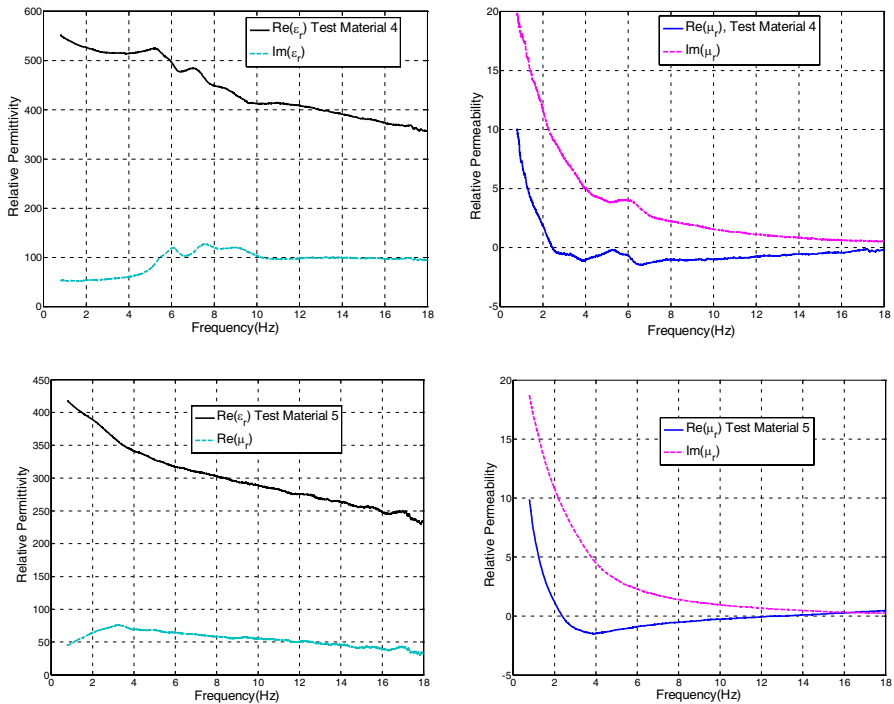 600
500
400
300
200
100
0
Relative Permittivity
Re(εr) Test Material 4
Im(εr)
0 2 4 6 8 10 12 14 16 18
Frequency(Hz)
20
15
10
5
0
-5
Relative Permeability
Re(μr), Test Material 4
Im(μr)
0 2 4 6 8 10 12 14 16 18
Frequency(Hz)
450
400
350
300
250
200
150
100
50
0
Relative Permittivity
Re(εr) Test Material 5
Re(μr)
0 2 4 6 8 10 12 14 16 18
Frequency(Hz)
20
15
10
5
0
-5
Relative Permeability
Re(μr) Test Material 5
Im(μr)
0 2 4 6 8 10 12 14 16 18
Frequency(Hz)